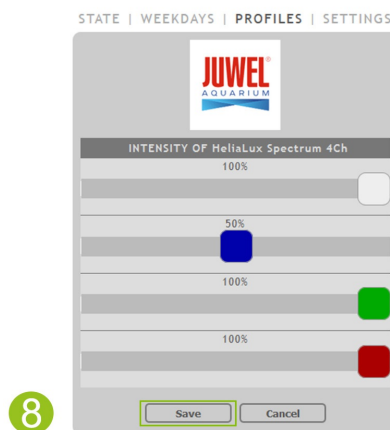 STATE | WEEKDAYS | PROFILES | SETTINGS
JUWEL®
AQUARIUM
INTENSITY OF HeliaLux Spectrum 4Ch
100%
50%
100%
100%
8
Save Cancel